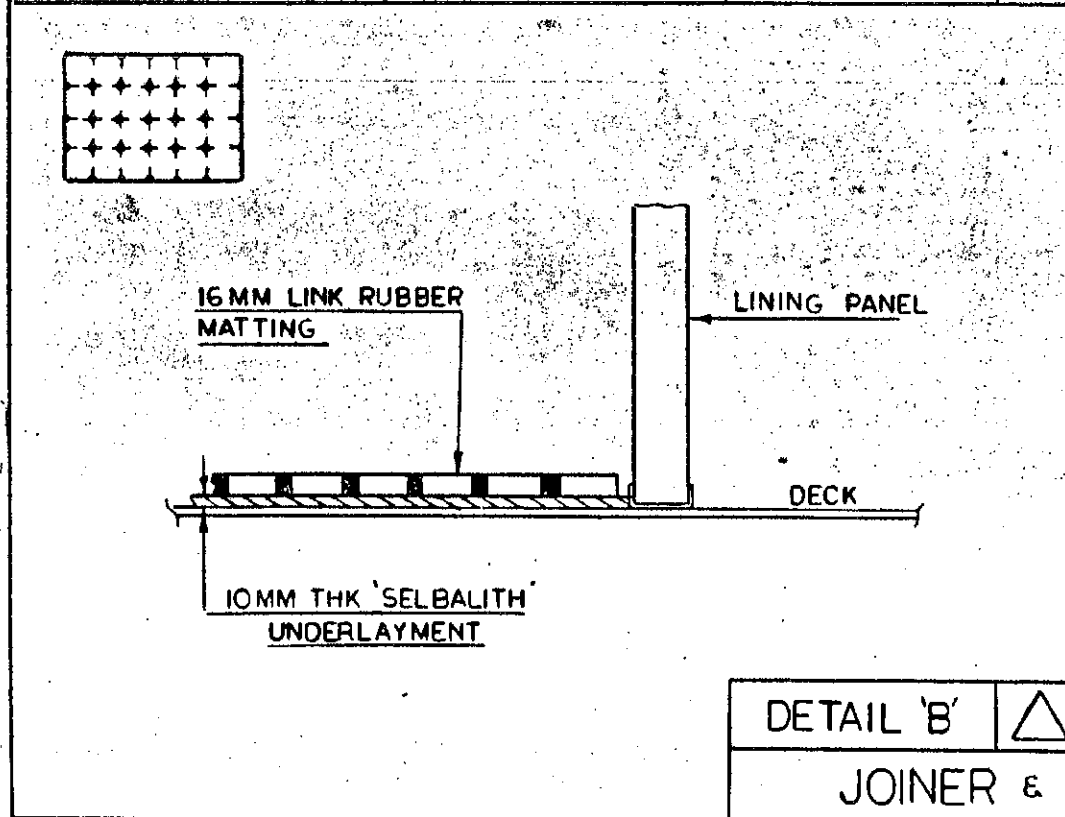 16MM LINK RUBBER
MATTING
LINING PANEL
DECK
10MM THK 'SELBALITH'
UNDERLAYMENT
DETAIL 'B'
JOINER &